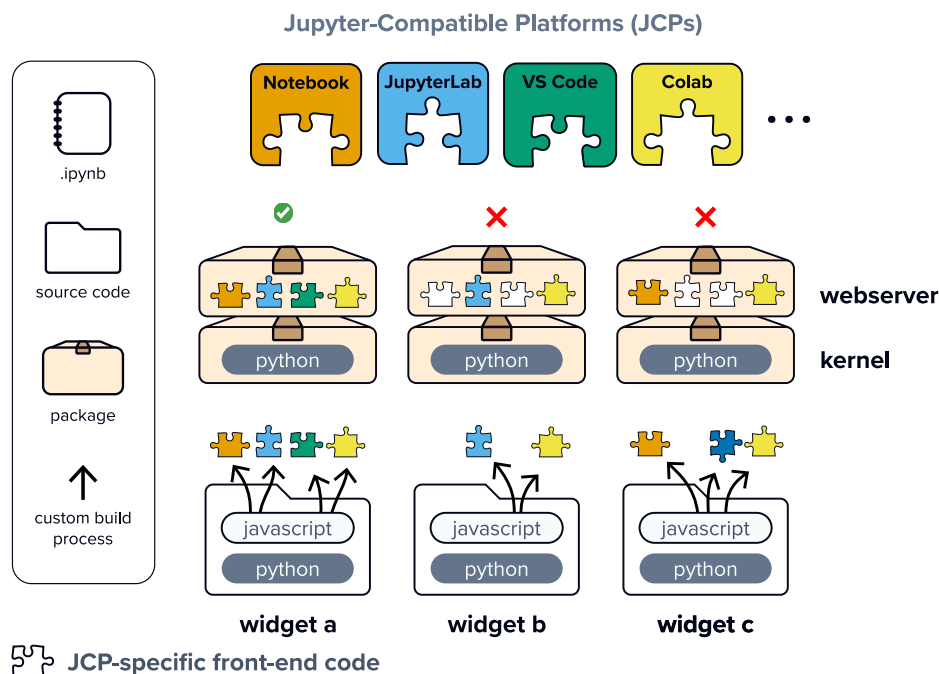 Jupyter-Compatible Platforms (JCPs)
Notebook
JupyterLab
VS Code
Colab
...
.ipynb
source code
package
custom build
process
webserver
python
python
python
kernel
javascript
javascript
javascript
python
python
python
widget a
widget b
widget c
JCP-specific front-end code